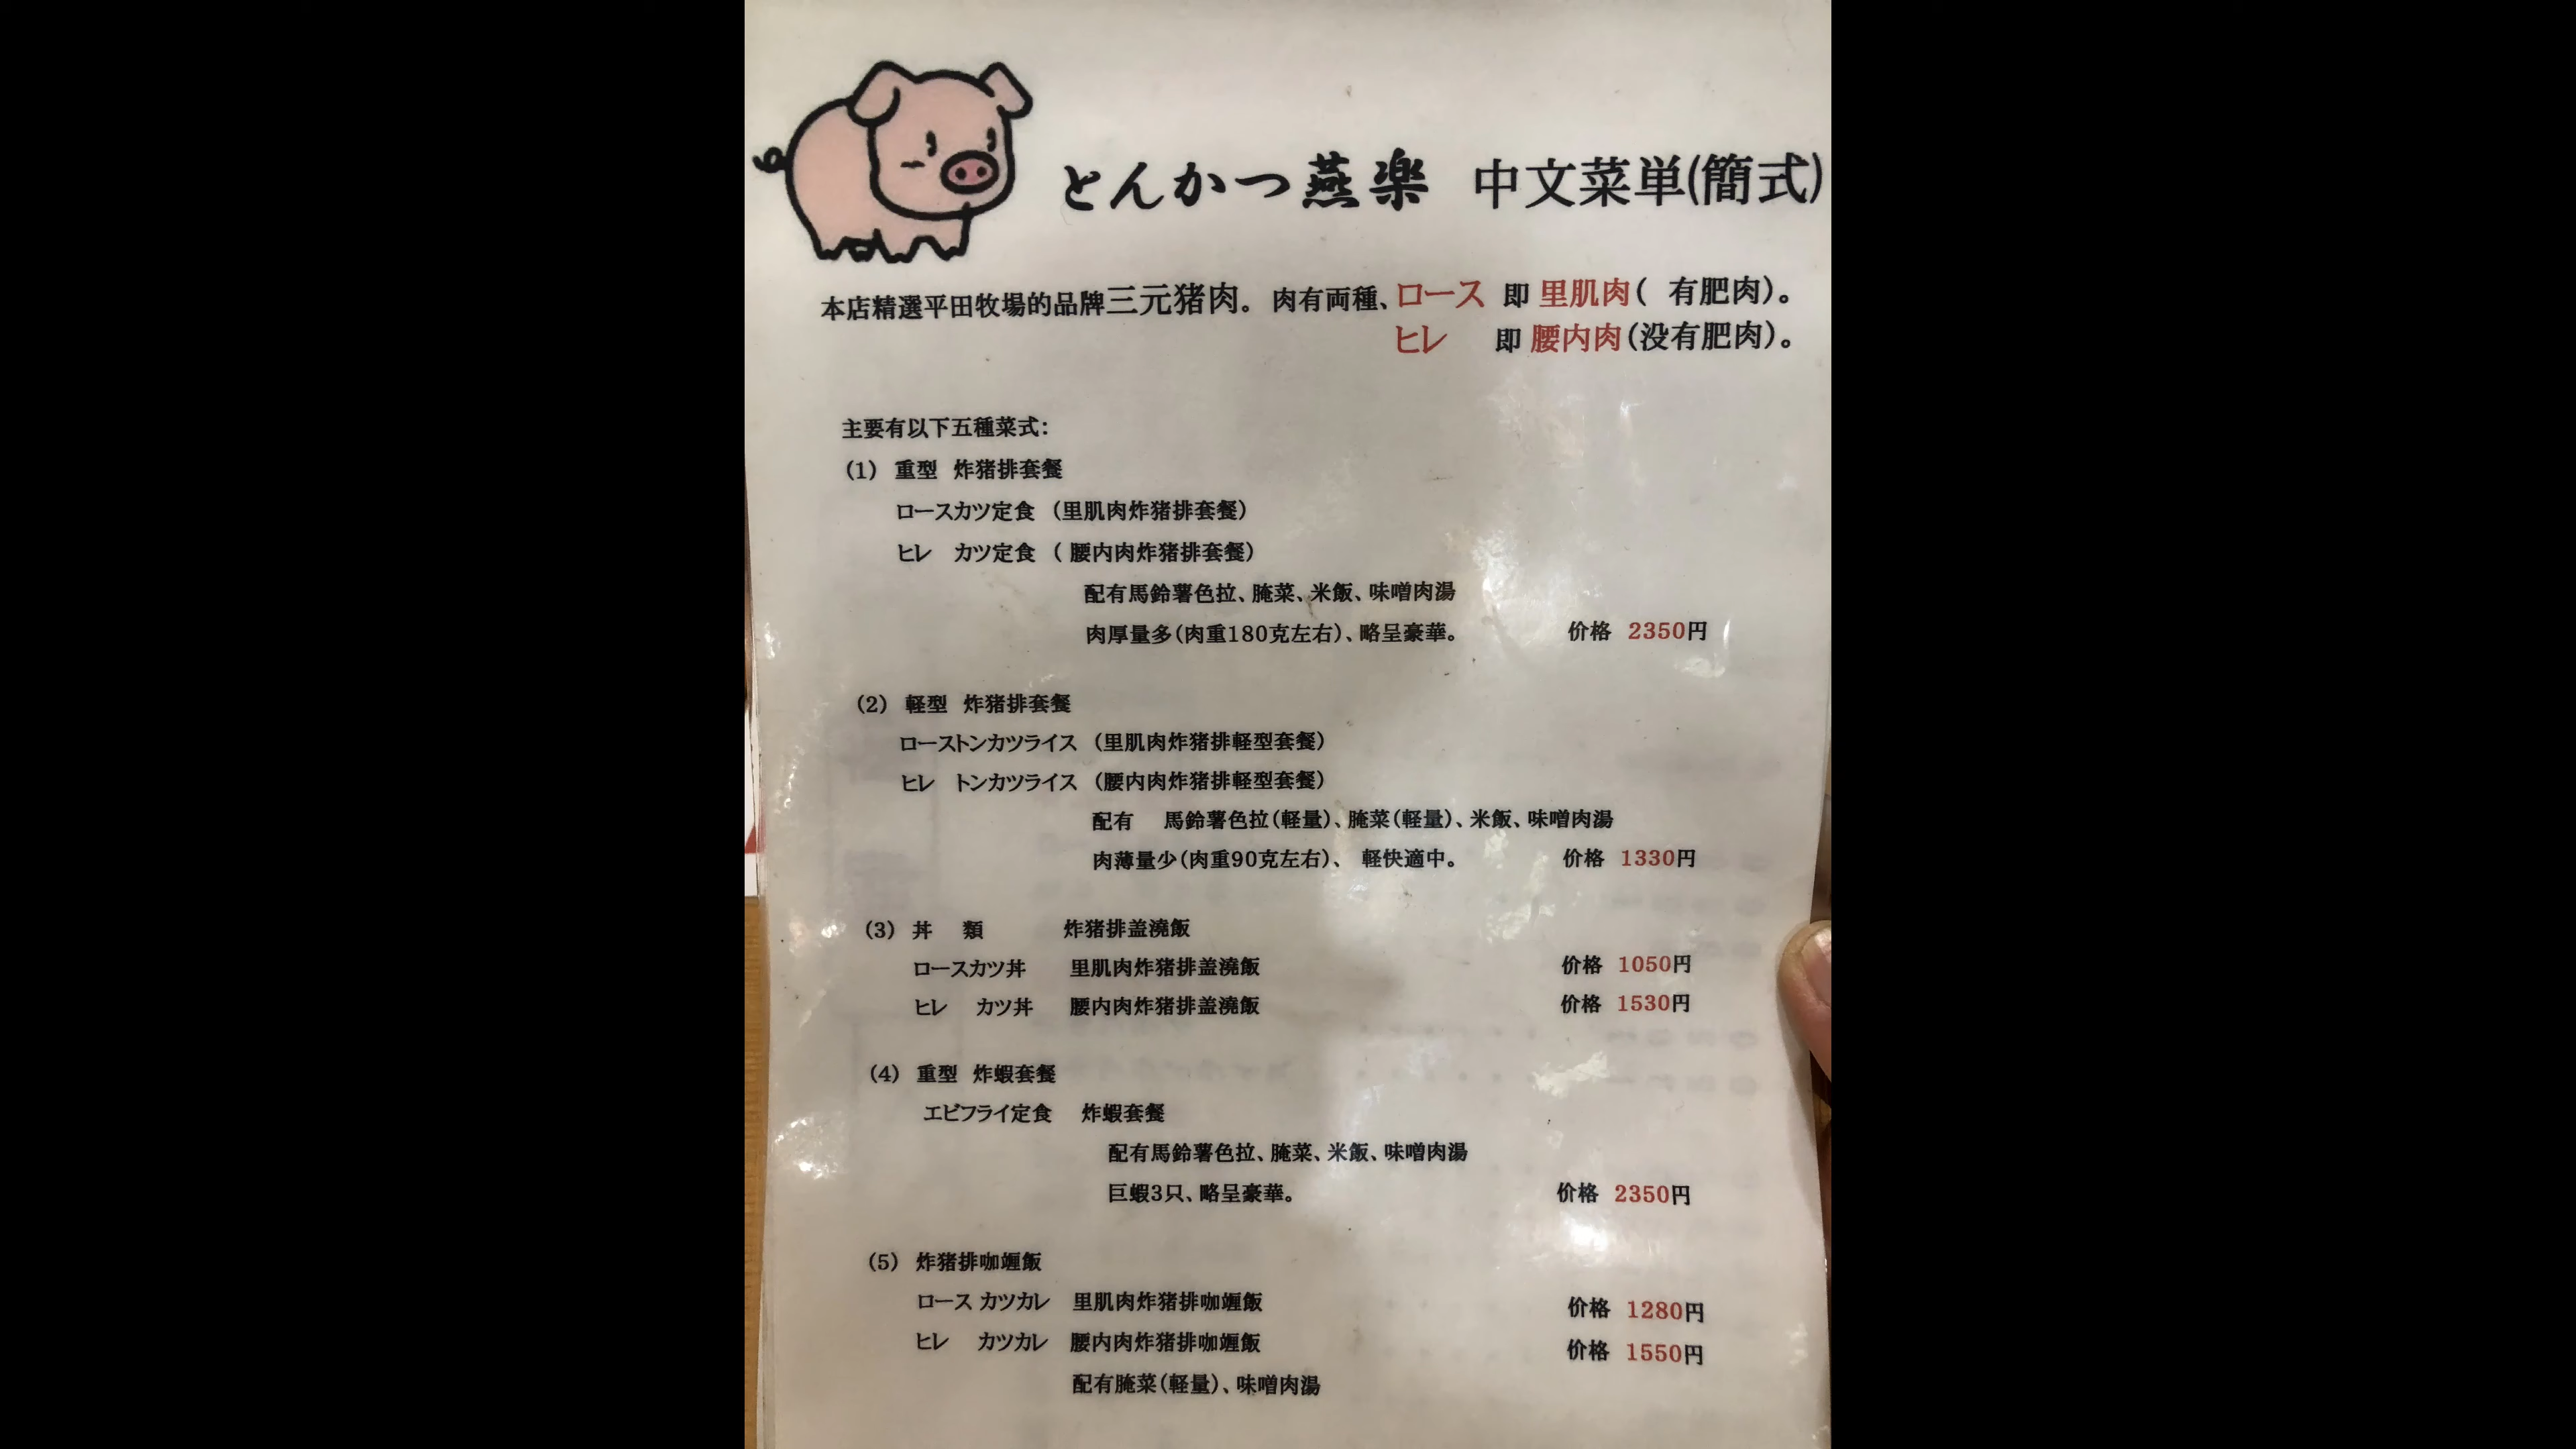 とんかつ燕楽 中文菜単(簡式)
本店精選平田牧場的品牌三元猪肉。肉有両種、ロース 即 里肌肉( 有肥肉)。
ヒレ 即 腰内肉(没有肥肉)。
主要有以下五種菜式:
(1) 重型 炸猪排套餐
ロースカツ定食 (里肌肉炸猪排套餐)
ヒレ カツ定食 ( 腰内肉炸猪排套餐)
配有馬鈴薯色拉、腌菜、米飯、味噌肉湯
肉厚量多(肉重180克左右)、略呈豪華。 价格 2350円
(2) 軽型 炸猪排套餐
ローストンカツライス (里肌肉炸猪排軽型套餐)
ヒレ トンカツライス (腰内肉炸猪排軽型套餐)
配有 馬鈴薯色拉(軽量)、腌菜(軽量)、米飯、味噌肉湯
肉薄量少(肉重90克左右)、 軽快適中。 价格 1330円
(3) 丼 類 炸猪排盖澆飯
ロースカツ丼 里肌肉炸猪排盖澆飯 价格 1050円
ヒレ カツ丼 腰内肉炸猪排盖澆飯 价格 1530円
(4) 重型 炸蝦套餐
エビフライ定食 炸蝦套餐
配有馬鈴薯色拉、腌菜、米飯、味噌肉湯
巨蝦3只、略呈豪華。 价格 2350円
(5) 炸猪排咖喱飯
ロース カツカレ 里肌肉炸猪排咖喱飯 价格 1280円
ヒレ カツカレ 腰内肉炸猪排咖喱飯 价格 1550円
配有腌菜(軽量)、味噌肉湯